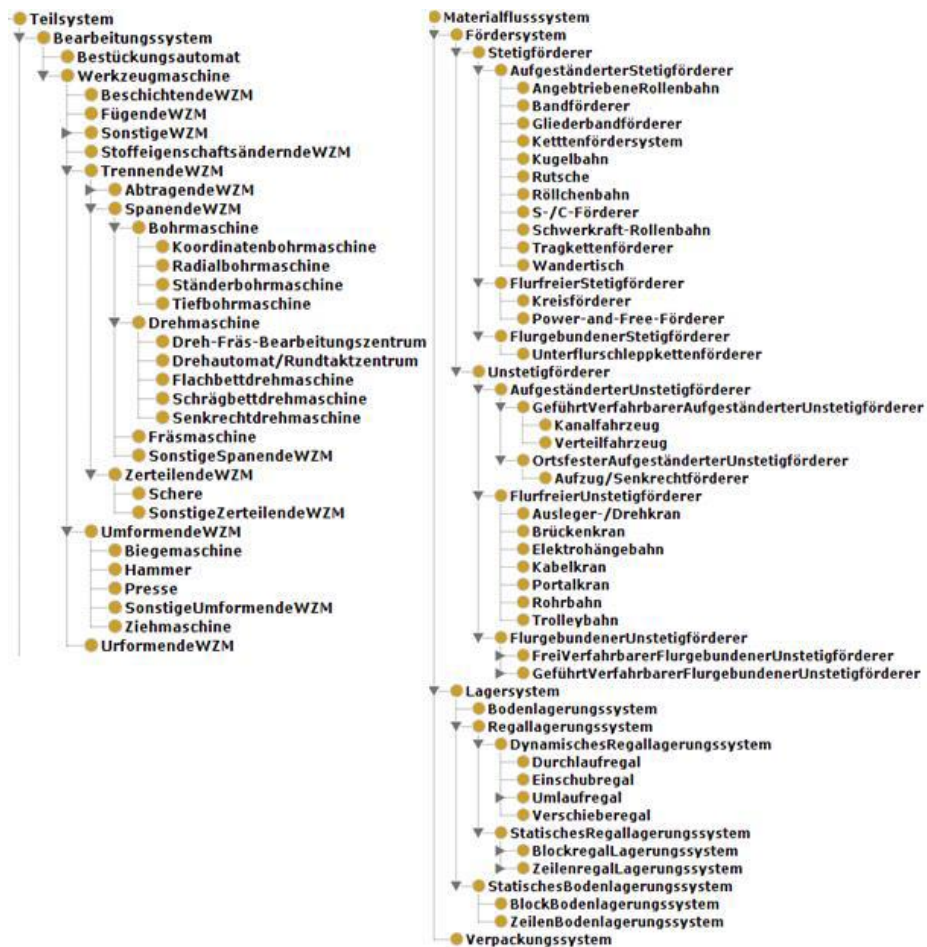 Teilsystem
Bearbeitungssystem
Bestückungsautomat
Werkzeugmaschine
BeschichtendeWZM
FügendeWZM
SonstigeWZM
StoffeigenschaftsänderndeWZM
TrennendeWZM
AbtragendeWZM
SpanendeWZM
Bohrmaschine
Koordinatenbohrmaschine
Radialbohrmaschine
Ständerbohrmaschine
Tiefbohrmaschine
Drehmaschine
Dreh-Fräs-Bearbeitungszentrum
Drehautomat/Rundtaktzentrum
Flachbettdrehmaschine
Schrägbettdrehmaschine
Senkrechtdrehmaschine
Fräsmaschine
SonstigeSpanendeWZM
ZerteilendeWZM
Schere
SonstigeZerteilendeWZM
UmformendeWZM
Biegemaschine
Hammer
Presse
SonstigeUmformendeWZM
Ziehmaschine
UrformendeWZM
Materialflusssystem
Fördersystem
Stetigförderer
AufgeständerterStetigförderer
AngebtriebeneRollenbahn
Bandförderer
Gliederbandförderer
Ketttenfördersystem
Kugelbahn
Rutsche
Röllchenbahn
S-/C-Förderer
Schwerkraft-Rollenbahn
Tragkettenförderer
Wandertisch
FlurfreierStetigförderer
Kreisförderer
Power-and-Free-Förderer
FlurgebundenerStetigförderer
Unterflurschleppkettenförderer
Unstetigförderer
AufgeständerterUnstetigförderer
GeführtVerfahrbarerAufgeständerterUnstetigförderer
Kanalfahrzeug
Verteilfahrzeug
OrtsfesterAufgeständerterUnstetigförderer
Aufzug/Senkrechtförderer
FlurfreierUnstetigförderer
Ausleger-/Drehkran
Brückenkran
Elektrohängebahn
Kabelkran
Portalkran
Rohrbahn
Trolleybahn
FlurgebundenerUnstetigförderer
FreiVerfahrbarerFlurgebundenerUnstetigförderer
GeführtVerfahrbarerFlurgebundenerUnstetigförderer
Lagersystem
Bodenlagerungssystem
Regallagerungssystem
DynamischesRegallagerungssystem
Durchlaufregal
Einschubregal
Umlaufregal
Verschieberegal
StatischesRegallagerungssystem
BlockregalLagerungssystem
ZeilenregalLagerungssystem
StatischesBodenlagerungssystem
BlockBodenlagerungssystem
ZeilenBodenlagerungssystem
Verpackungssystem